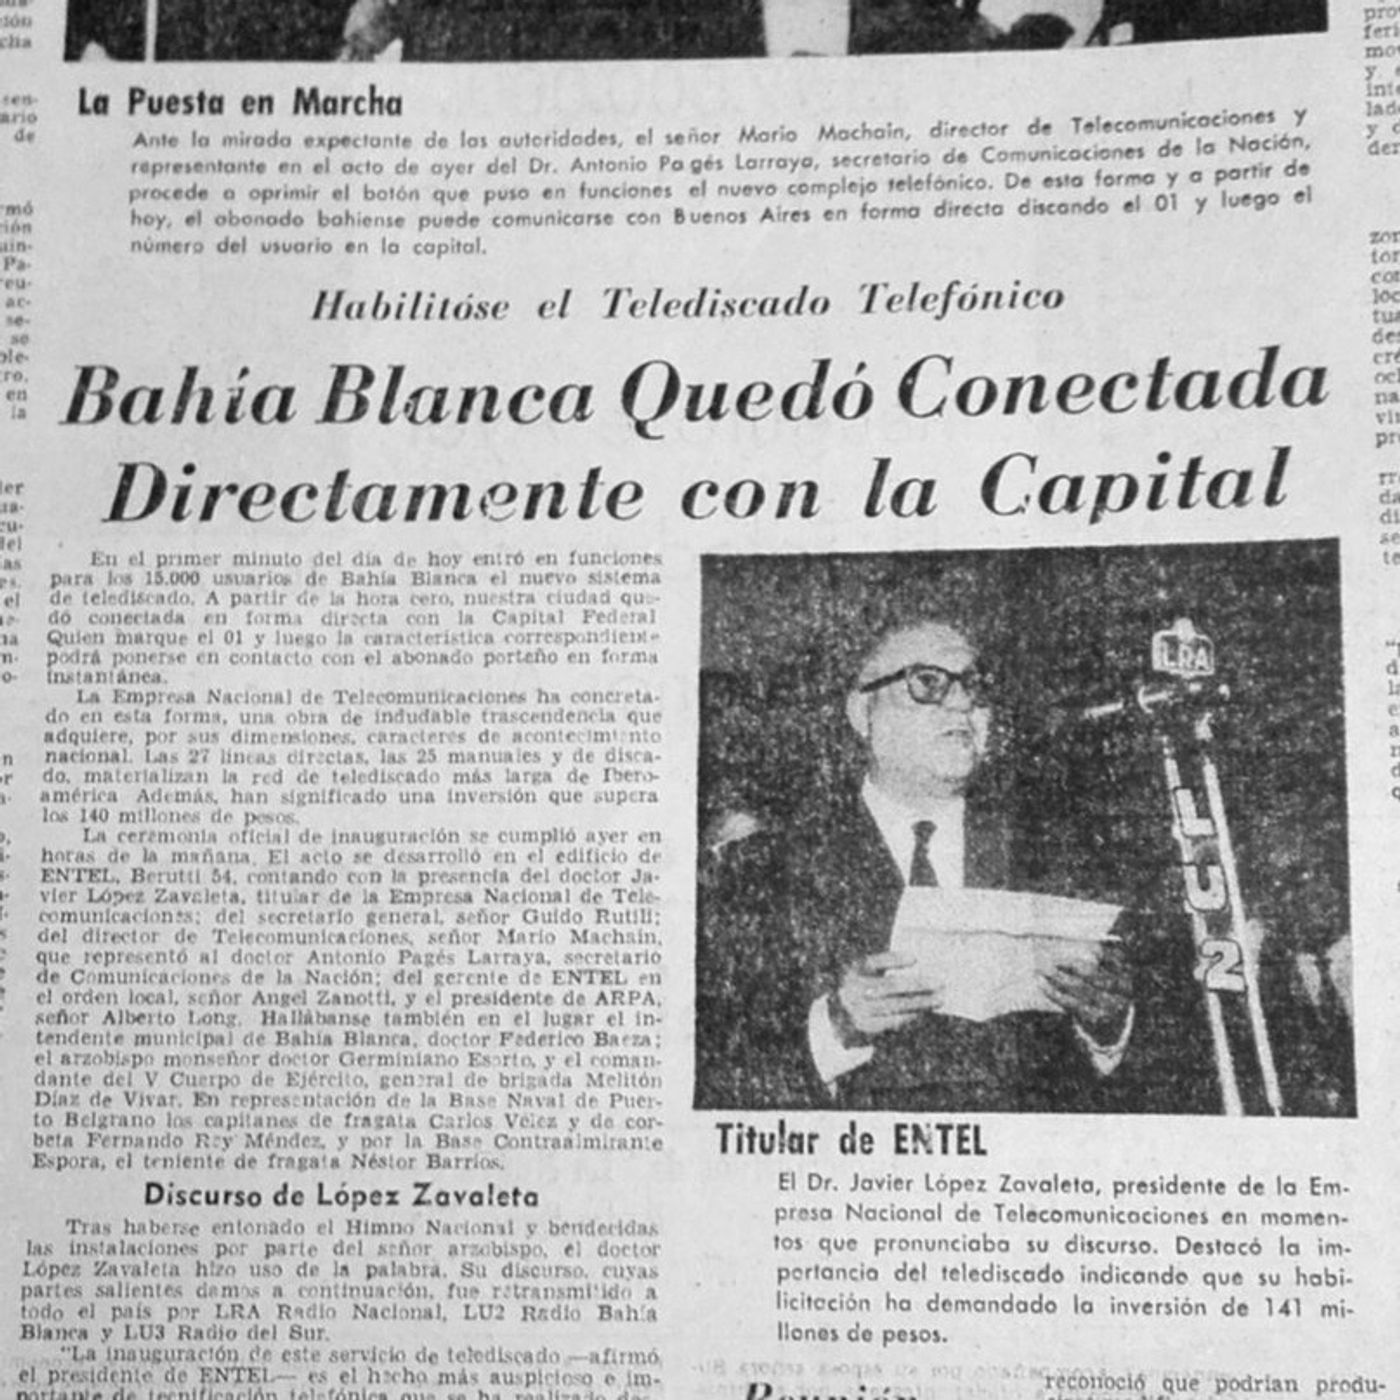 La Puesta en Marcha
Ante la mirada expectante de las autoridades, el señor Mario Machain, director de Telecomunicaciones y
representante en el acto de ayer del Dr. Antonio Pagés Larraya, secretario de Comunicaciones de la Nación,
procede a oprimir el botón que puso en funciones el nuevo complejo telefónico. De esta forma y a partir de
hoy, el abonado bahiense puede comunicarse con Buenos Aires en forma directa discando el 01 y luego el
número del usuario en la capital.
Habilitóse el Telediscado Telefónico
Bahía Blanca Quedó Conectada
Directamente con la Capital
En el primer minuto del día de hoy entró en funciones
para los 15.000 usuarios de Bahía Blanca el nuevo sistema
de telediscado. A partir de la hora cero, nuestra ciudad que-
dó conectada en forma directa con la Capital Federal
Quien marque el 01 y luego la característica correspondiente
podrá ponerse en contacto con el abonado porteño en forma
instantánea.
La Empresa Nacional de Telecomunicaciones ha concreta-
do en esta forma, una obra de indudable trascendencia que
adquiere, por sus dimensiones, caracteres de acontecimiento
nacional. Las 27 líneas directas, las 25 manuales y de disca-
do, materializan la red de telediscado más larga de Ibero-
américa Además, han significado una inversión que supera
los 140 millones de pesos.
La ceremonia oficial de inauguración se cumplió ayer en
horas de la mañana. El acto se desarrolló en el edificio de
ENTEL, Berutti 54, contando con la presencia del doctor Ja-
vier López Zavaleta, titular de la Empresa Nacional de Tele-
comunicaciones; del secretario general, señor Guido Rutili;
del director de Telecomunicaciones, señor Mario Machain,
que representó al doctor Antonio Pagés Larraya, secretario
de Comunicaciones de la Nación; del gerente de ENTEL en
el orden local, señor Angel Zanotti, y el presidente de ARPA,
señor Alberto Long. Hallábanse también en el lugar el in-
tendente municipal de Bahía Blanca, doctor Federico Baeza;
el arzobispo monseñor doctor Germiniano Esorto, y el coman-
dante del V Cuerpo de Ejército, general de brigada Melitón
Díaz de Vivar. En representación de la Base Naval de Puer-
to Belgrano los capitanes de fragata Carlos Vélez y de cor-
beta Fernando Rey Méndez, y por la Base Contraalmirante
Espora, el teniente de fragata Néstor Barrios.
Discurso de López Zavaleta
Tras haberse entonado el Himno Nacional y bendecidas
las instalaciones por parte del señor arzobispo, el doctor
López Zavaleta hizo uso de la palabra. Su discurso, cuyas
partes salientes damos a continuación, fue retransmitido a
todo el país por LRA Radio Nacional, LU2 Radio Bahía
Blanca y LU3 Radio del Sur.
"La inauguración de este servicio de telediscado —afirmó
el presidente de ENTEL— es el hecho más auspicioso e im-
portante de tecnificación telefónica que se ha realizado
LRA
LU2
Titular de ENTEL
El Dr. Javier López Zavaleta, presidente de la Em-
presa Nacional de Telecomunicaciones en momen-
tos que pronunciaba su discurso. Destacó la im-
portancia del telediscado indicando que su habi-
licitación ha demandado la inversión de 141 mi-
llones de pesos.
Reunión
reconoció que podrían produ-